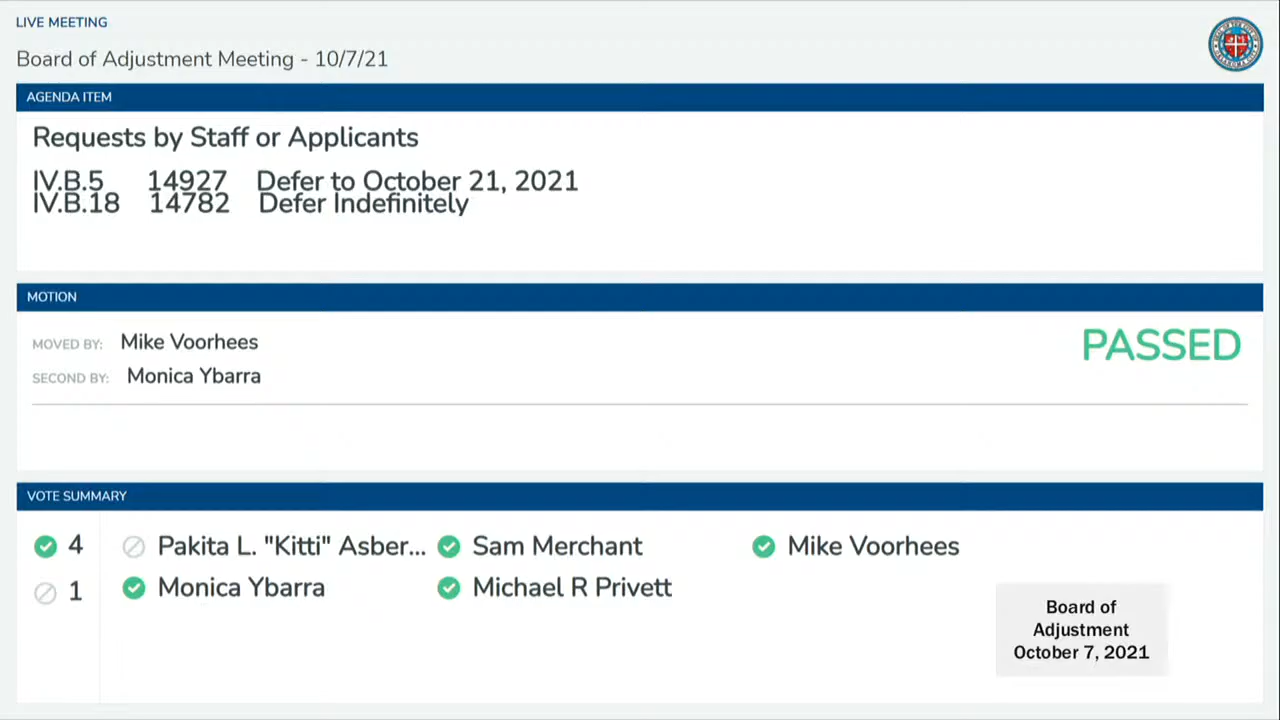 LIVE MEETING
Board of Adjustment Meeting - 10/7/21
AGENDA ITEM
Requests by Staff or Applicants
IV.B.5 14927 Defer to October 21, 2021
IV.B.18 14782 Defer Indefinitely
MOTION
MOVED BY: Mike Voorhees
PASSED
SECOND BY: Monica Ybarra
VOTE SUMMARY
4 Pakita L. "Kitti" Asber... Sam Merchant Mike Voorhees
1 Monica Ybarra Michael R Privett
Board of
Adjustment
October 7, 2021